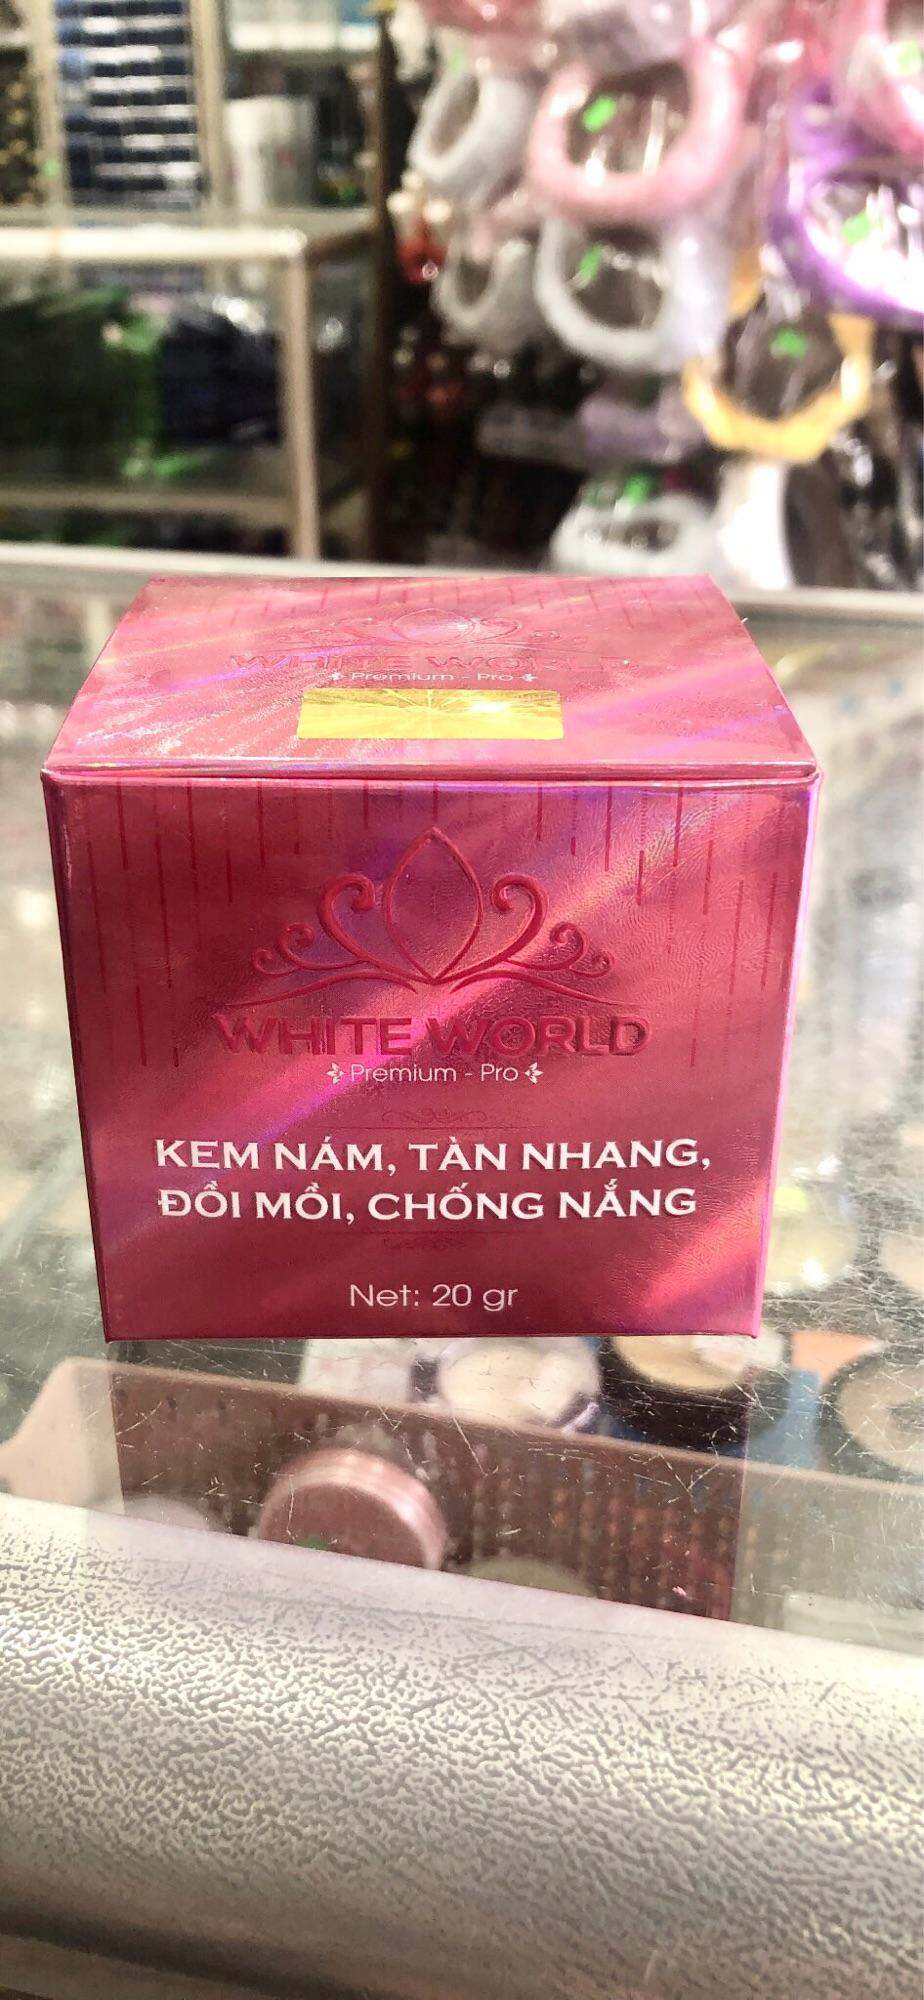 WHITE WORLD
Premium - Pro
WHITE WORLD
Premium - Pro
KEM NÁM, TÀN NHANG,
ĐỒI MỒI, CHỐNG NẮNG
Net: 20 gr